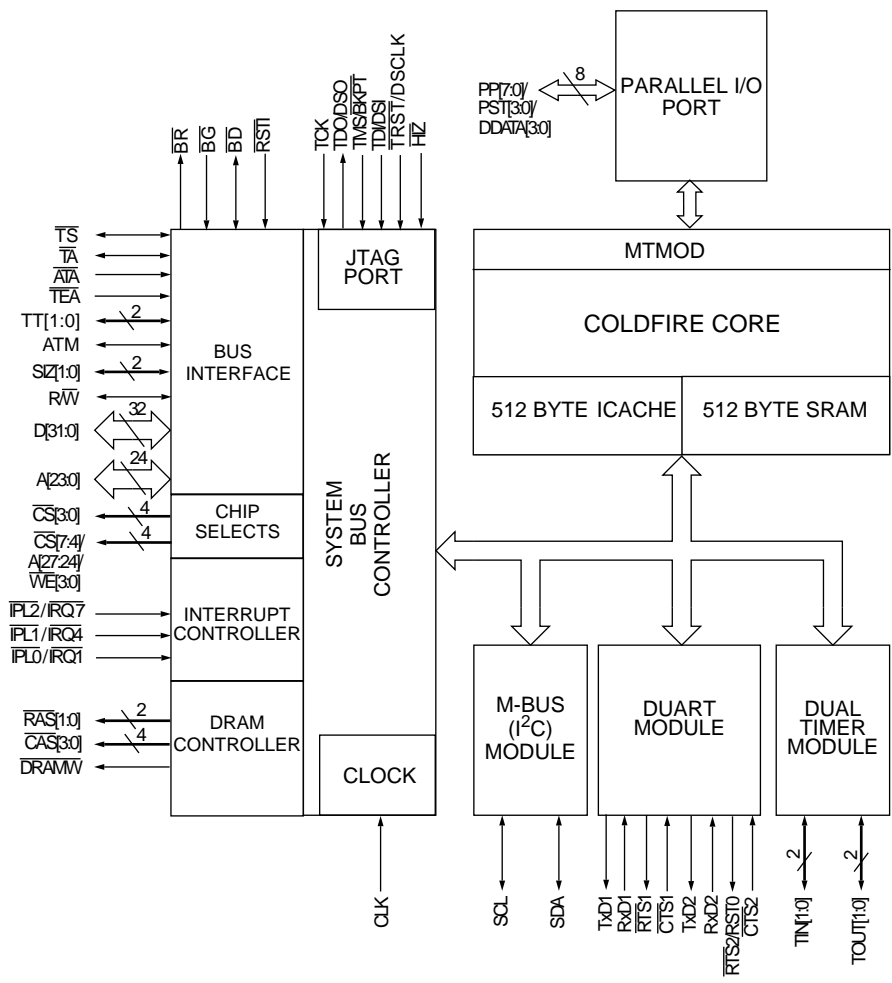 PP[7:0]/
PST[3:0]/
DDATA[3:0]
8
PARALLEL I/O
PORT
BR
BG
BD
RSTI
TCK
TDO/DSO
TMS/BKPT
TDI/DSI
TRST/DSCLK
HIZ
TS
TA
ATA
TEA
TT[1:0]
2
ATM
SIZ[1:0]
2
R/W
D[31:0]
32
A[23:0]
24
CS[3:0]
4
CS[7:4]/
4
A[27:24]/
WE[3:0]
IPL2/IRQ7
IPL1/IRQ4
IPL0/IRQ1
RAS[1:0]
2
CAS[3:0]
4
DRAMW
BUS
INTERFACE
CHIP
SELECTS
INTERRUPT
CONTROLLER
DRAM
CONTROLLER
JTAG
PORT
SYSTEM
BUS
CONTROLLER
CLOCK
CLK
MTMOD
COLDFIRE CORE
512 BYTE ICACHE
512 BYTE SRAM
M-BUS
(I²C)
MODULE
DUART
MODULE
DUAL
TIMER
MODULE
SCL
SDA
TxD1
RxD1
RTS1
CTS1
TxD2
RxD2
RTS2/RST0
CTS2
2
TIN[1:0]
2
TOUT[1:0]